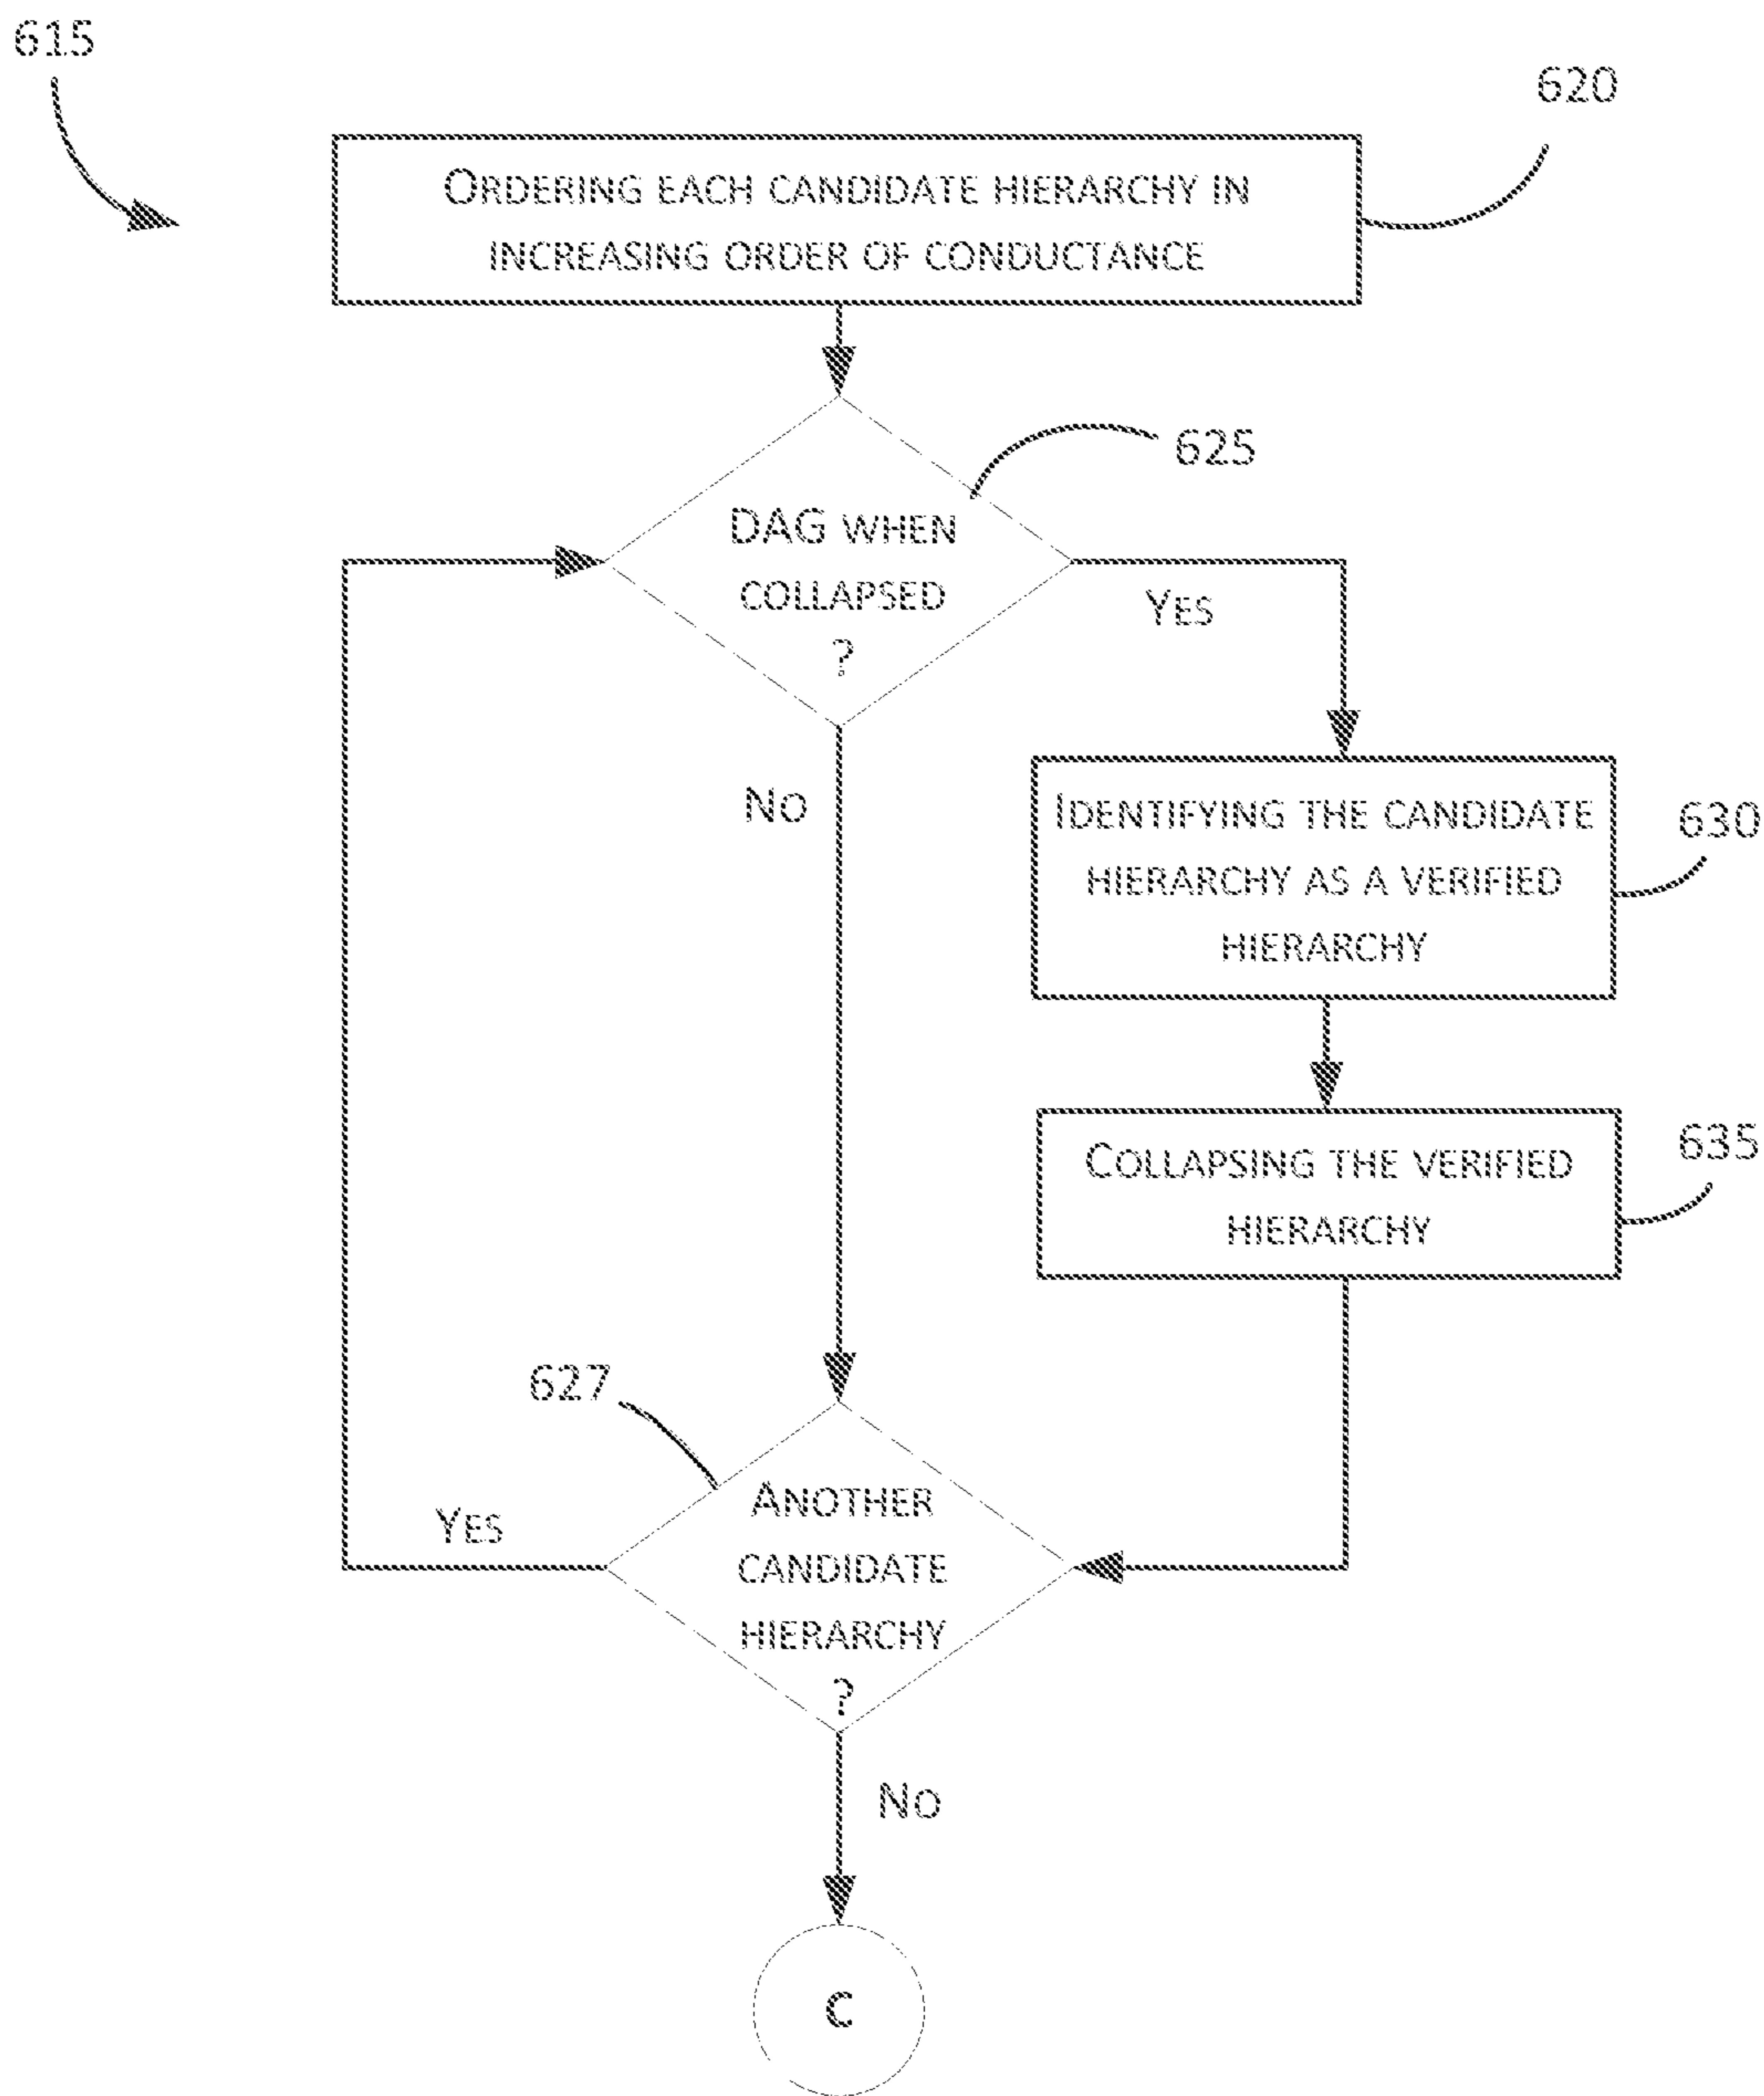 615
620
ORDERING EACH CANDIDATE HIERARCHY IN
INCREASING ORDER OF CONDUCTANCE
625
DAG WHEN
COLLAPSED
?
YES
NO
IDENTIFYING THE CANDIDATE
HIERARCHY AS A VERIFIED
HIERARCHY
630
COLLAPSING THE VERIFIED
HIERARCHY
635
627
ANOTHER
CANDIDATE
HIERARCHY
?
YES
NO
C